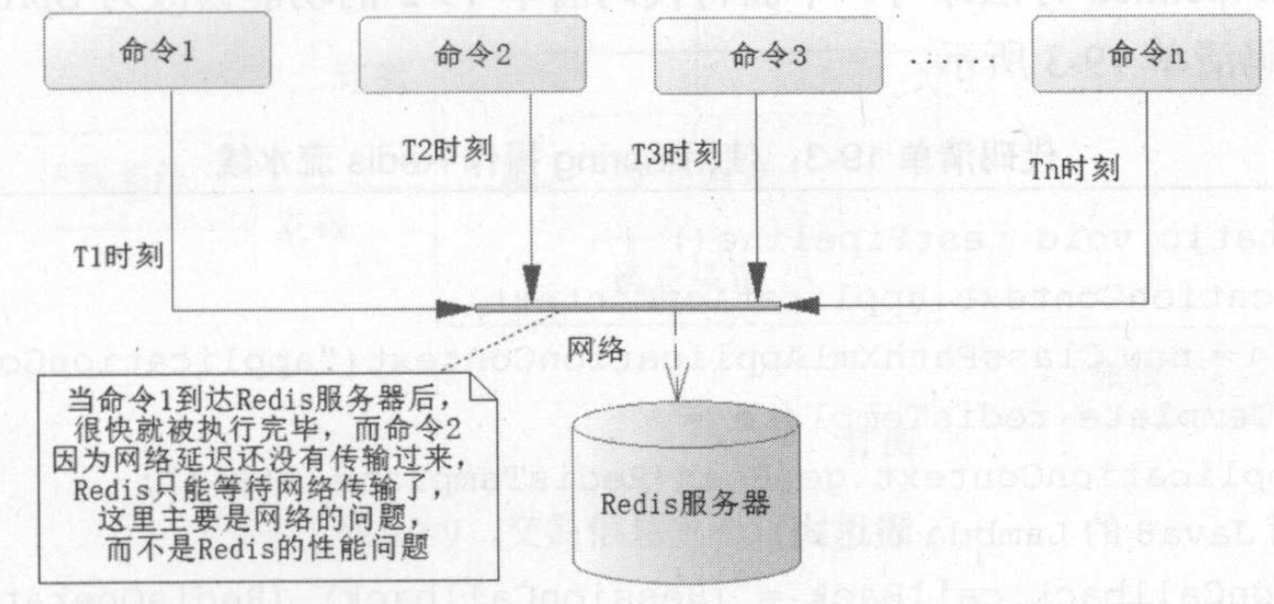 命令1
命令2
命令3
......
命令n
T2时刻
T3时刻
Tn时刻
T1时刻
网络
当命令1到达Redis服务器后，
很快就被执行完毕，而命令2
因为网络延迟还没有传输过来，
Redis只能等待网络传输了，
这里主要是网络的问题，
而不是Redis的性能问题
Redis服务器